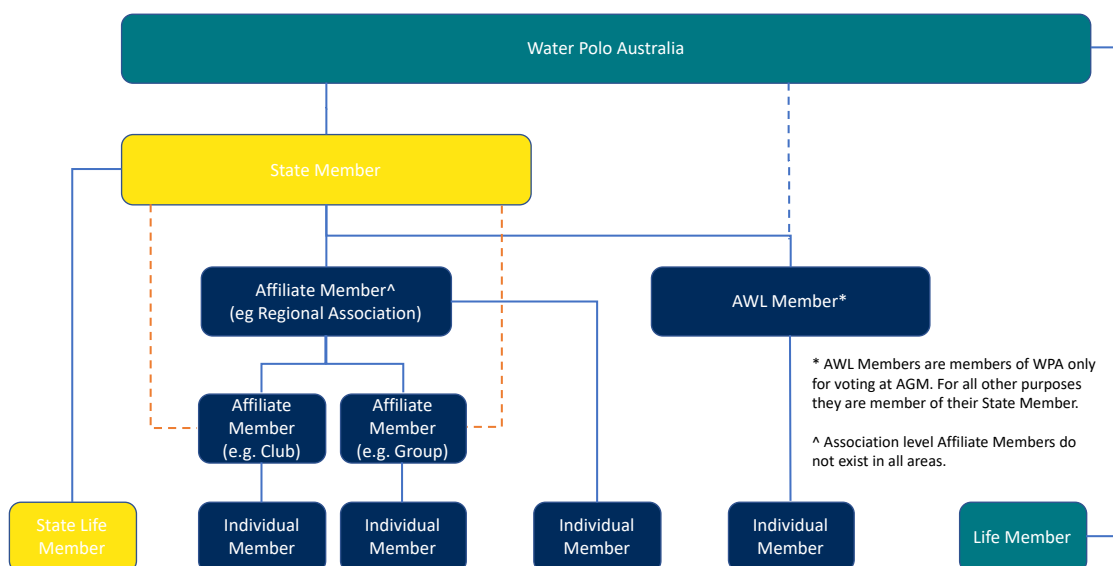 Water Polo Australia
State Member
Affiliate Member^
(eg Regional Association)
AWL Member*
* AWL Members are members of WPA only
for voting at AGM. For all other purposes
they are member of their State Member.
^ Association level Affiliate Members do
not exist in all areas.
Affiliate
Member
(e.g. Club)
Affiliate
Member
(e.g. Group)
State Life
Member
Individual
Member
Individual
Member
Individual
Member
Individual
Member
Life Member